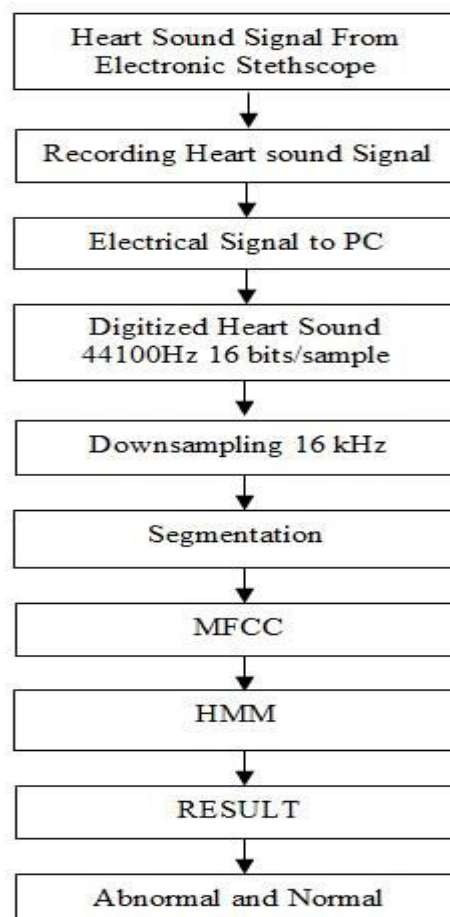 Heart Sound Signal From
Electronic Stethscope
Recording Heart sound Signal
Electrical Signal to PC
Digitized Heart Sound
44100Hz 16 bits/sample
Downsampling 16 kHz
Segmentation
MFCC
HMM
RESULT
Abnormal and Normal